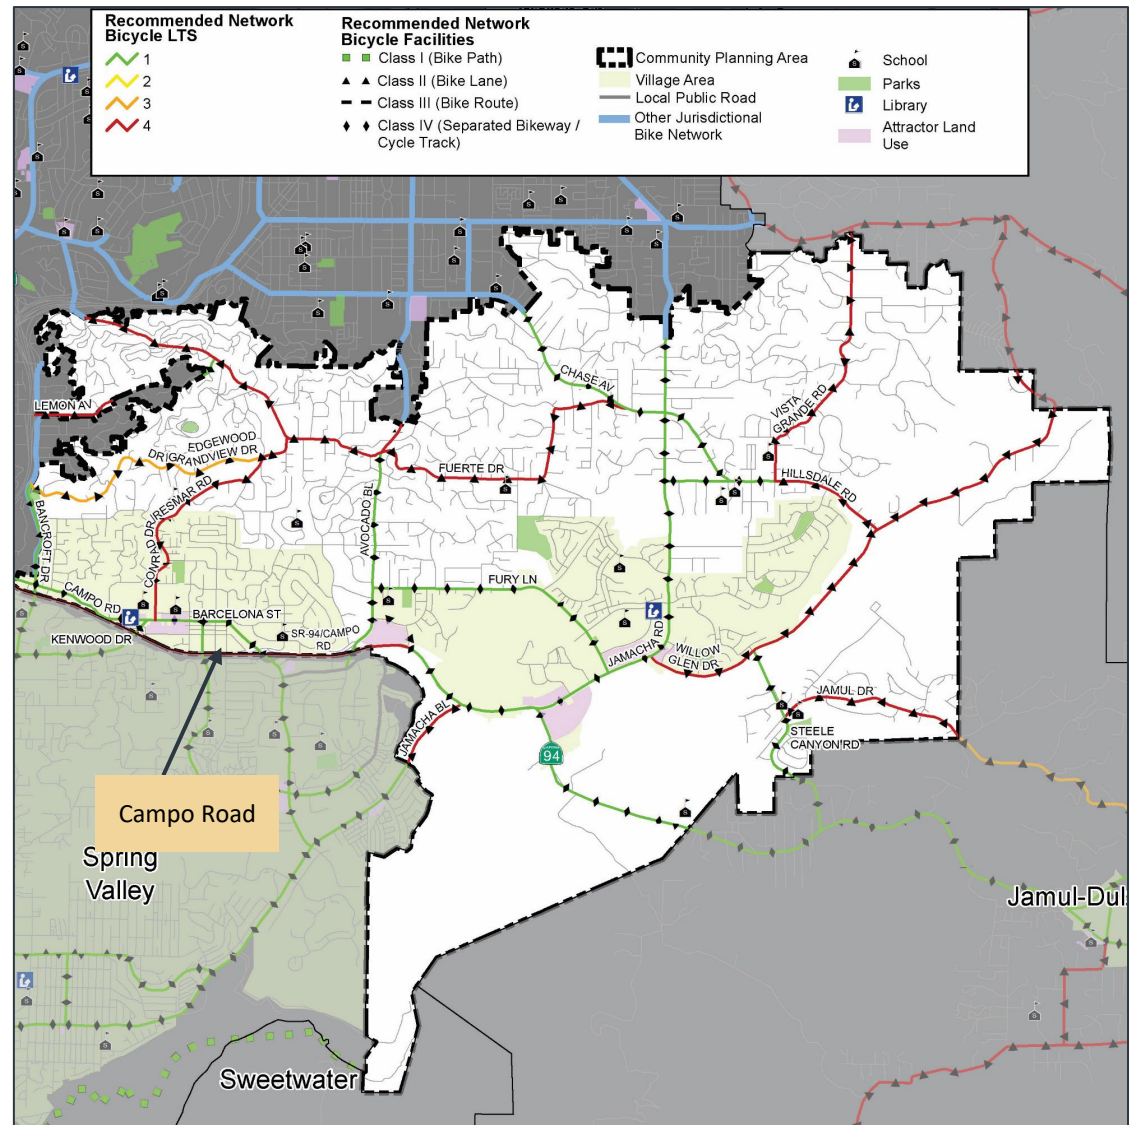 Recommended Network
Bicycle LTS
1
2
3
4
Recommended Network
Bicycle Facilities
Class I (Bike Path)
Class II (Bike Lane)
Class III (Bike Route)
Class IV (Separated Bikeway /
Cycle Track)
Community Planning Area
Village Area
Local Public Road
Other Jurisdictional
Bike Network
School
Parks
Library
Attractor Land
Use
CHASE AV
VISTA
GRANDE RD
LEMON AV
EDGEWOOD
DR
GRANDVIEW DR
FUERTE DR
HILLSDALE RD
RESMAR RD
CONRAD DR
BANCROFT DR
AVOCADO BL
FURY LN
CAMPO RD
BARCELONA ST
KENWOOD DR
SR-94/CAMPO
RD
JAMACHA RD
WILLOW
GLEN DR
JAMUL DR
JAMACHA BL
STEELE
CANYON RD
94
Campo Road
Spring
Valley
Jamul-Dul
Sweetwater